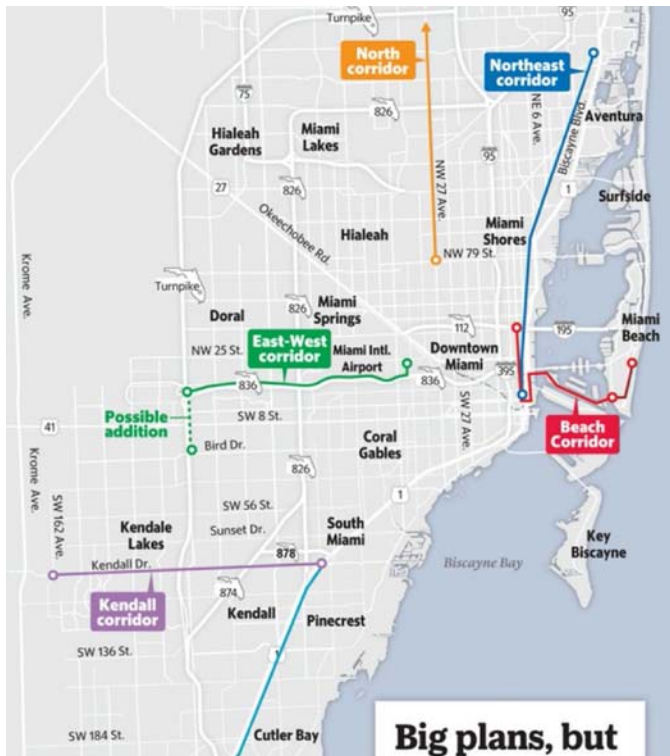 Turnpike
95
North
corridor
Northeast
corridor
75
826
NE 6 Ave.
Biscayne Blvd.
Aventura
Hialeah
Gardens
Miami
Lakes
95
27
826
NW 27 Ave.
1
Surfside
Okeechobee Rd.
Hialeah
Miami
Shores
NW 79 St.
Krome Ave.
Turnpike
826
Doral
Miami
Springs
112
195
Miami
Beach
NW 25 St.
East-West
corridor
Miami Intl.
Airport
Downtown
Miami
395
836
836
SW 27 Ave.
Possible
addition
SW 8 St.
41
Beach
Corridor
Bird Dr.
Coral
Gables
826
Krome Ave.
SW 162 Ave.
1
SW 56 St.
Kendale
Lakes
Sunset Dr.
South
Miami
Key
Biscayne
878
Kendall Dr.
Biscayne Bay
874
Kendall
corridor
Kendall
Pinecrest
SW 136 St.
1
SW 184 St.
Cutler Bay
Big plans, but